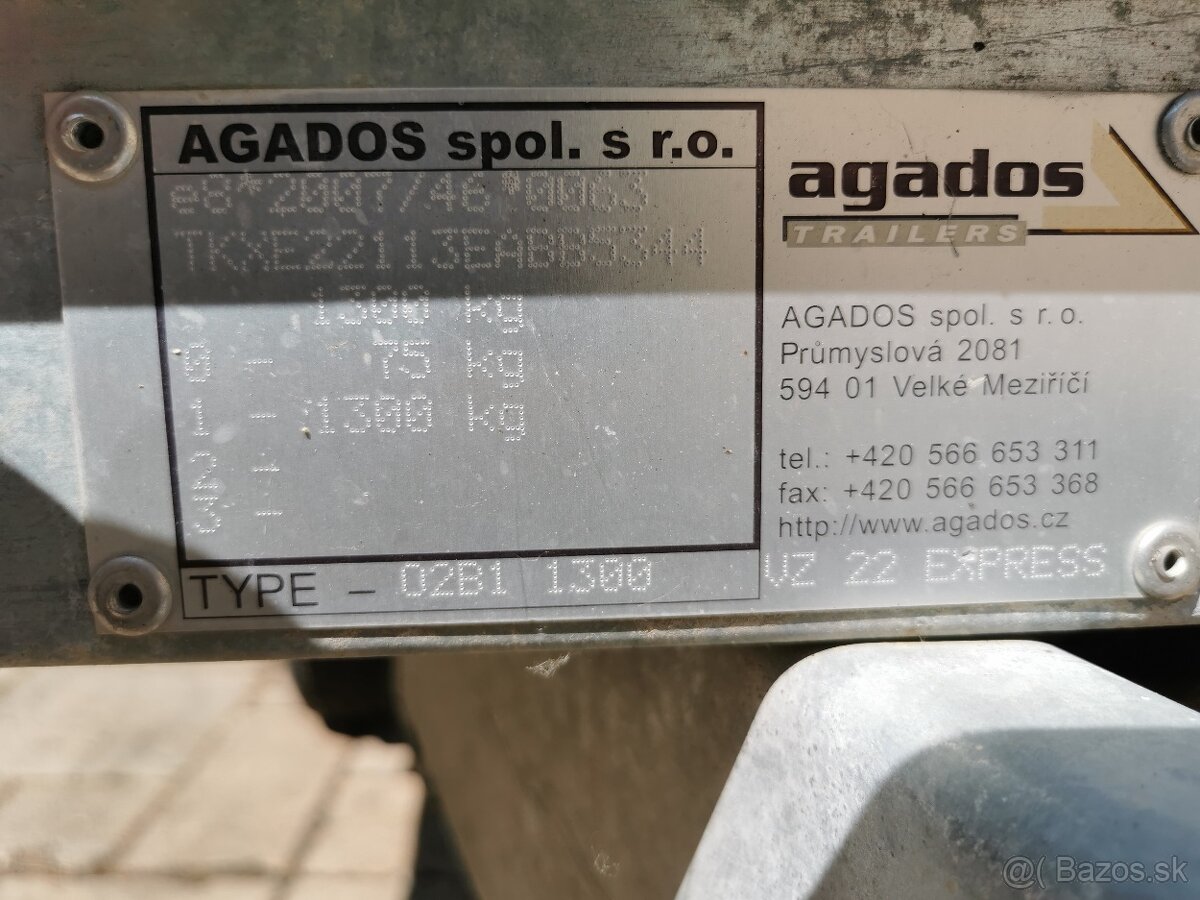 AGADOS spol. s r.o.
e8*2007/46*0063
TKXE22113EABB5344
1300 kg
0 - 75 kg
1 - 1300 kg
2 -
3 -
TYPE - O2B1 1300
agados
TRAILERS
AGADOS spol. s r.o.
Průmyslová 2081
594 01 Velké Meziříčí
tel.: +420 566 653 311
fax: +420 566 653 368
http://www.agados.cz
VZ 22 EXPRESS
@( Bazos.sk